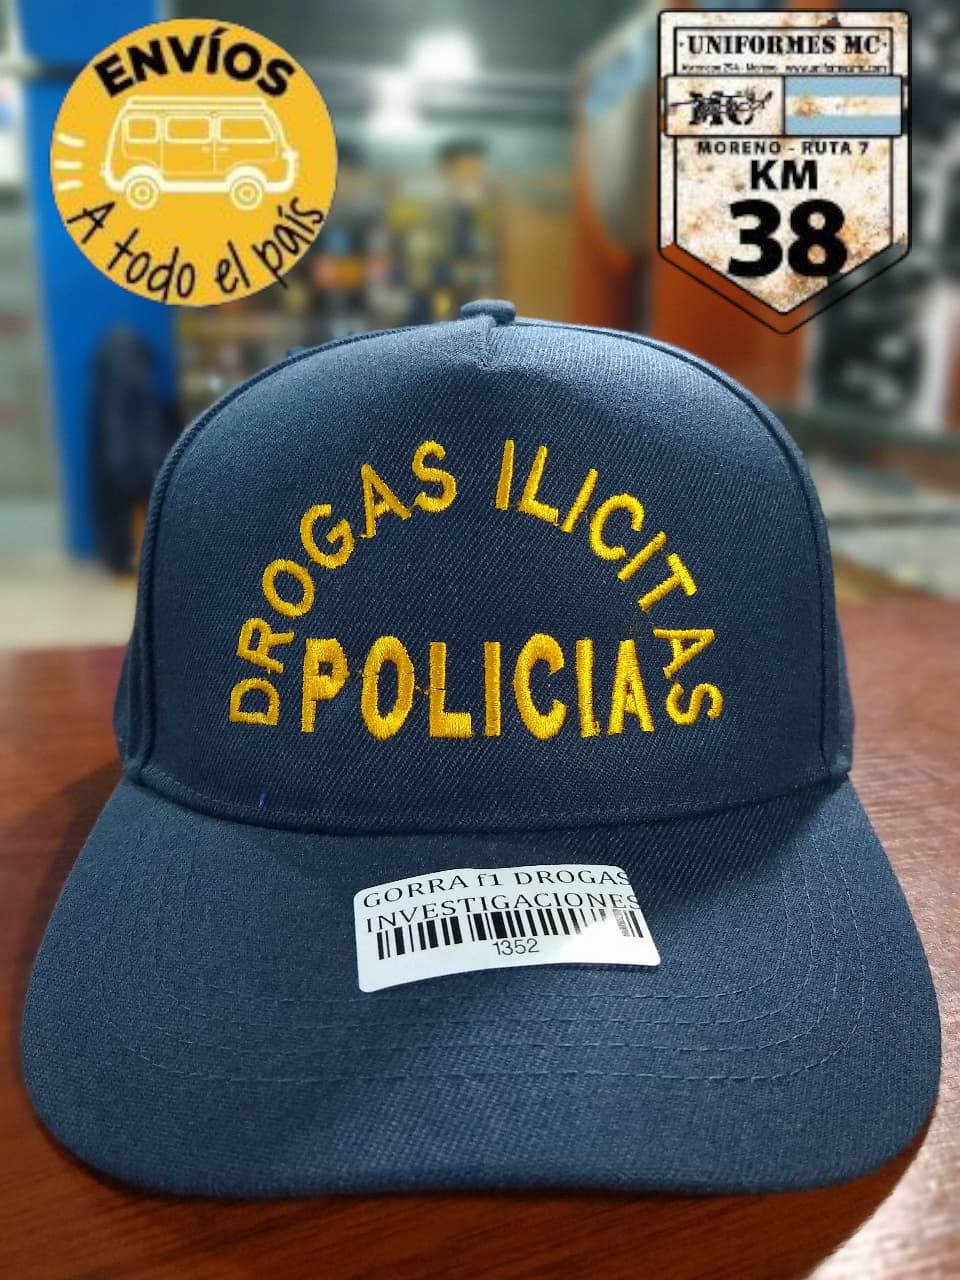 ENVÍOS
A todo el país
·UNIFORMES MC·
MC
MORENO - RUTA 7
KM
38
DROGAS ILICITAS
POLICIA
GORRA f1 DROGAS
INVESTIGACIONES
1352